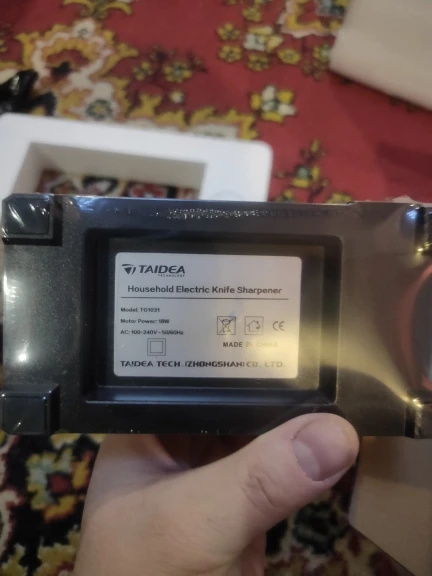 TAIDEA
TECHNOLOGY
Household Electric Knife Sharpener
Model: TG1031
Motor Power: 18W
AC: 100-240V~50/60Hz
CE
MADE IN CHINA
TAIDEA TECH. (ZHONGSHAN) CO., LTD.